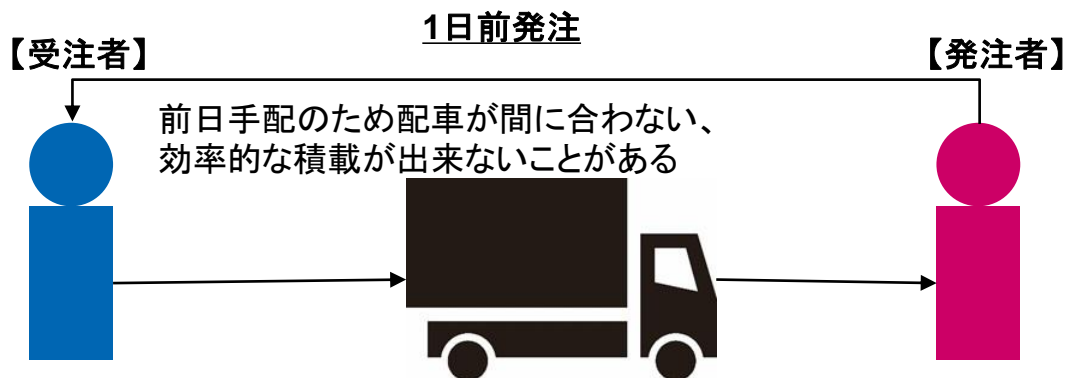 1日前発注
【受注者】
【発注者】
前日手配のため配車が間に合わない、
効率的な積載が出来ないことがある